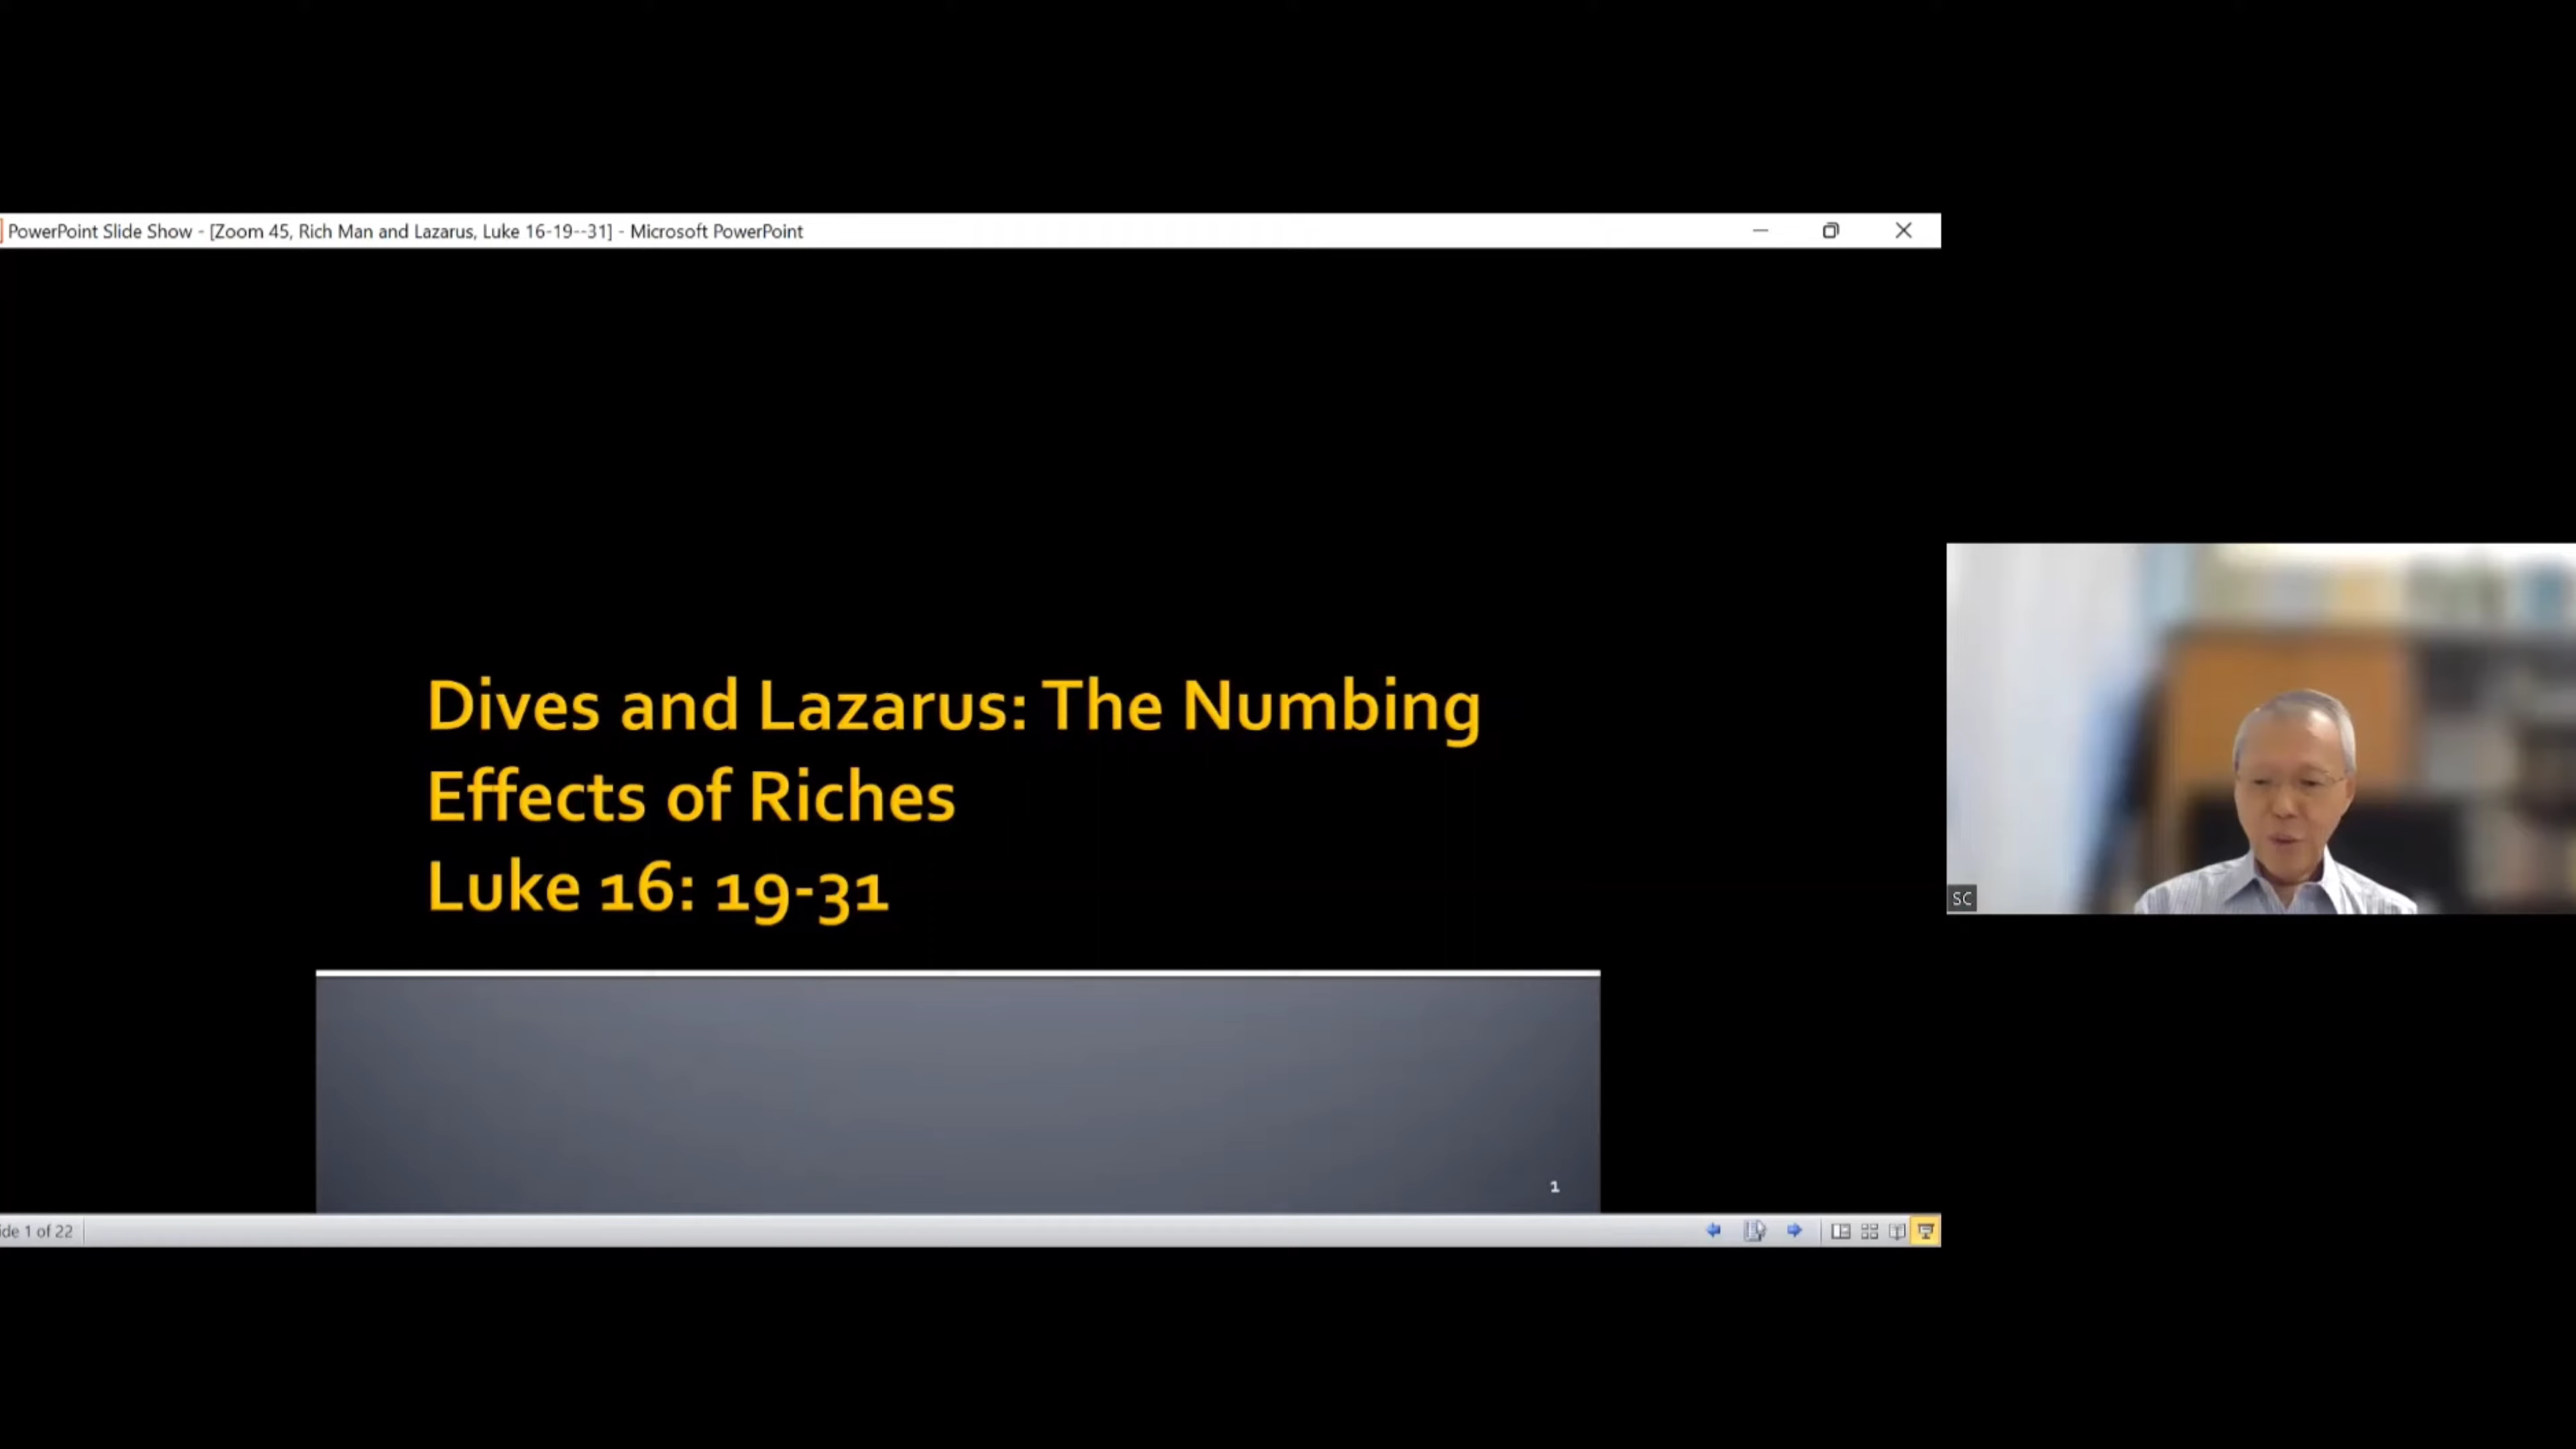 PowerPoint Slide Show - [Zoom 45, Rich Man and Lazarus, Luke 16-19--31] - Microsoft PowerPoint
Dives and Lazarus: The Numbing
Effects of Riches
Luke 16: 19-31
SC
1
ide 1 of 22